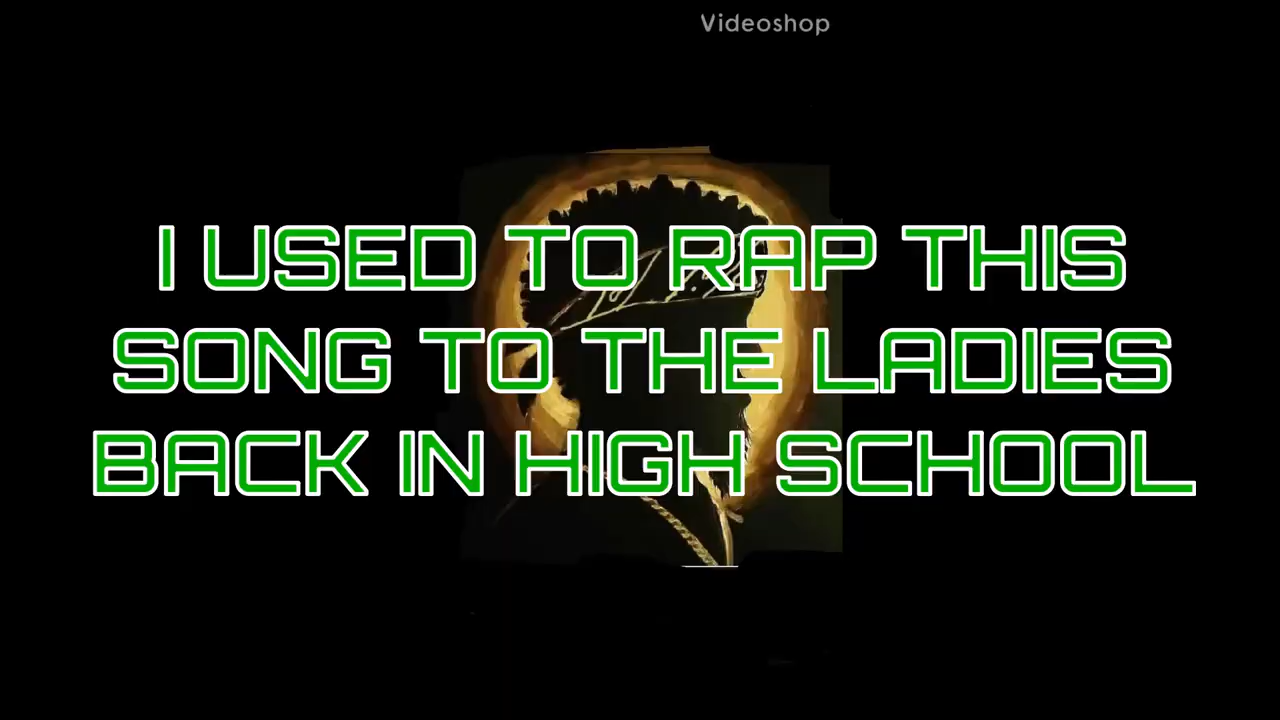 Videoshop
I USED TO RAP THIS
SONG TO THE LADIES
BACK IN HIGH SCHOOL